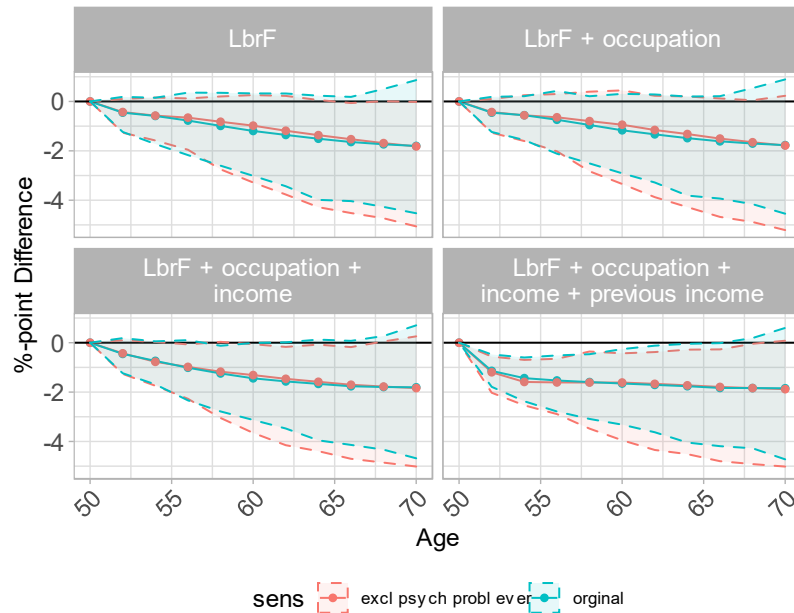 LbrF
LbrF + occupation
0
-2
-4
LbrF + occupation +
income
LbrF + occupation +
income + previous income
0
-2
-4
%-point Difference
50
55
60
65
70
50
55
60
65
70
Age
sens
excl psych probl ever
orginal